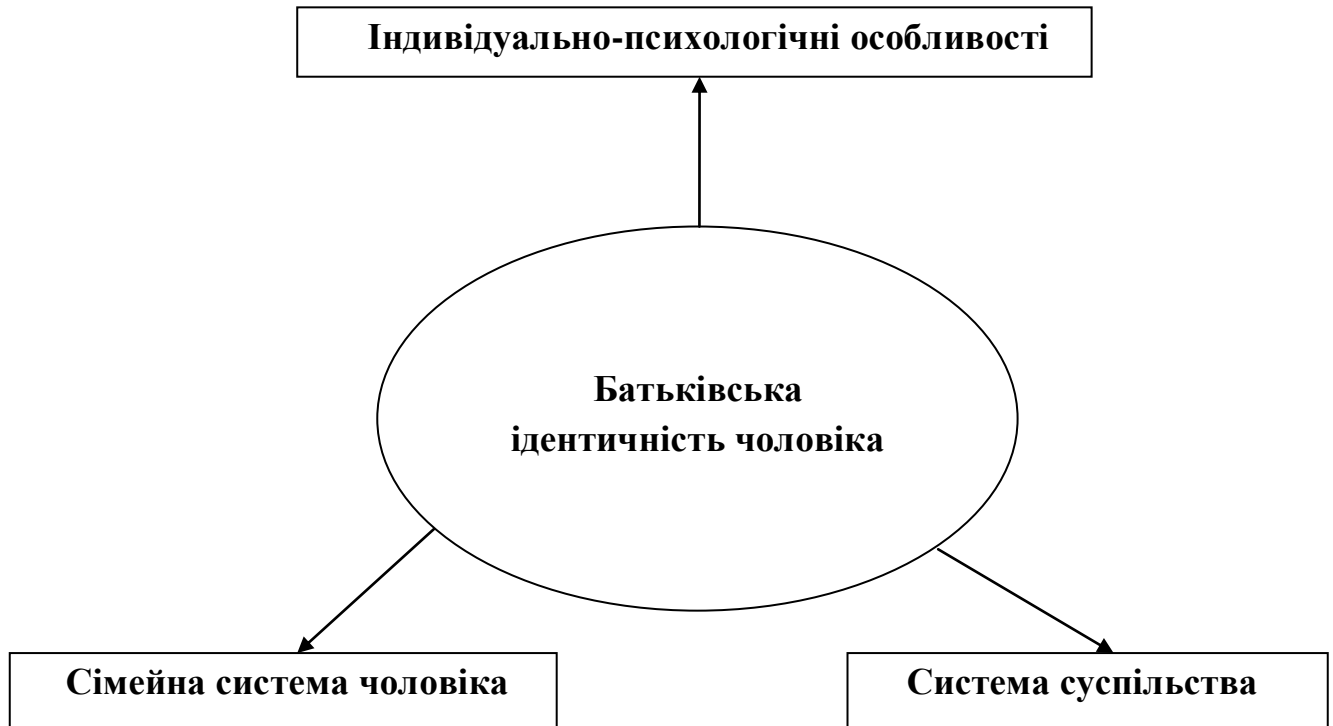 Індивідуально-психологічні особливості
Батьківська
ідентичність чоловіка
Сімейна система чоловіка
Система суспільства